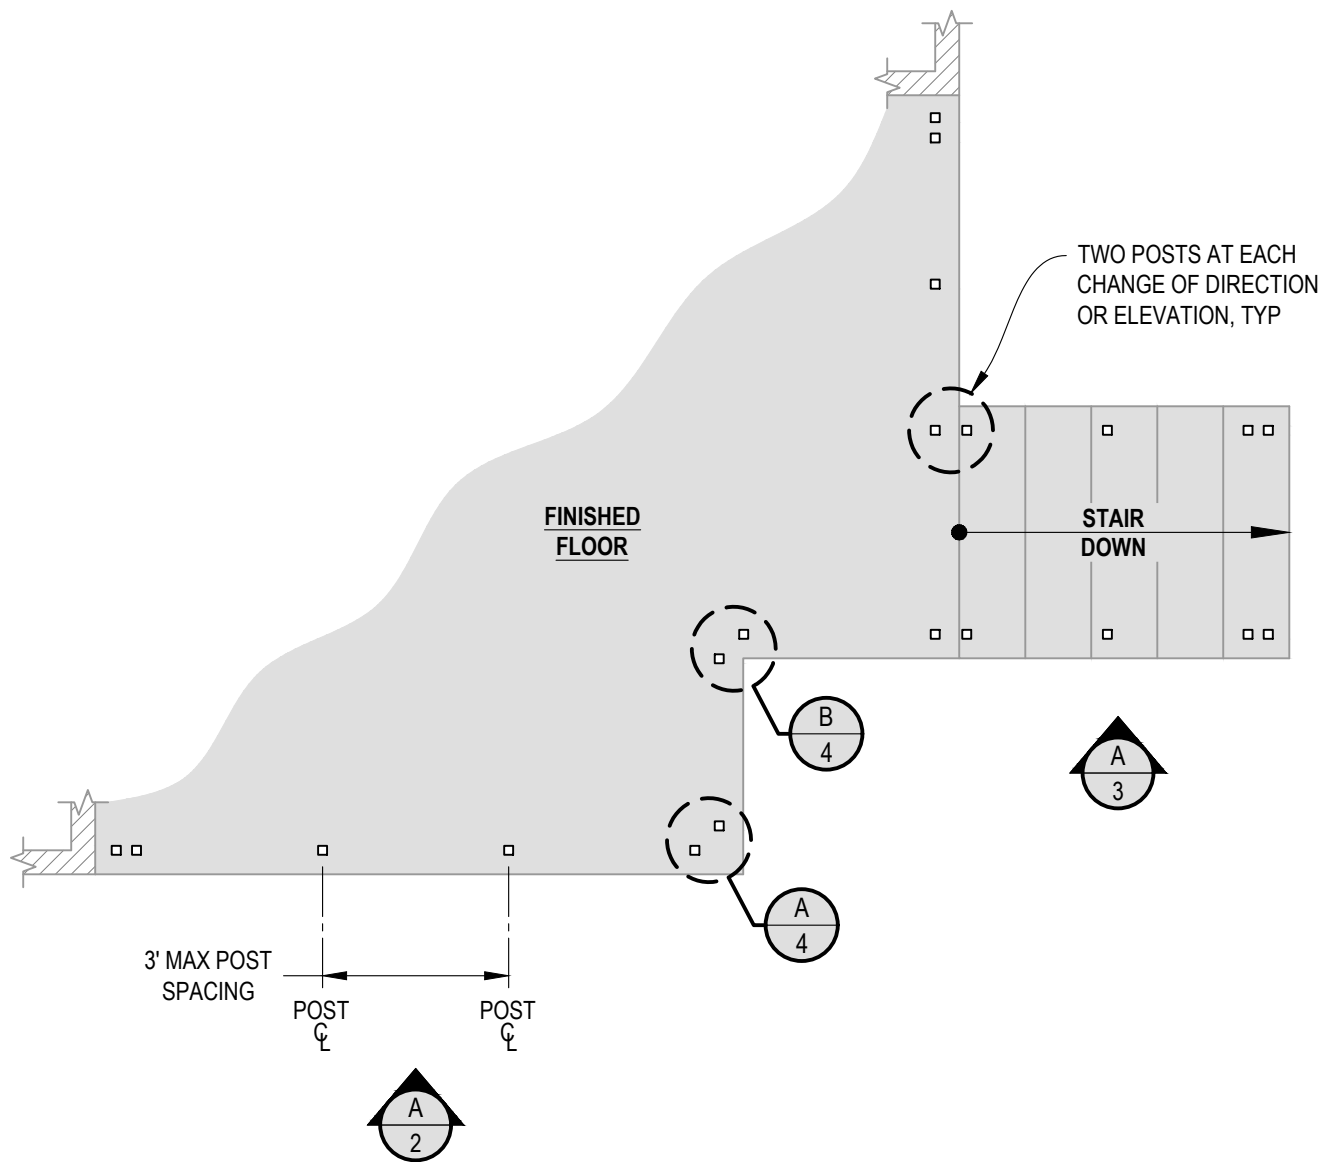 TWO POSTS AT EACH
CHANGE OF DIRECTION
OR ELEVATION, TYP
FINISHED
FLOOR
STAIR
DOWN
B
4
A
3
A
4
3' MAX POST
SPACING
POST
℄
POST
℄
A
2